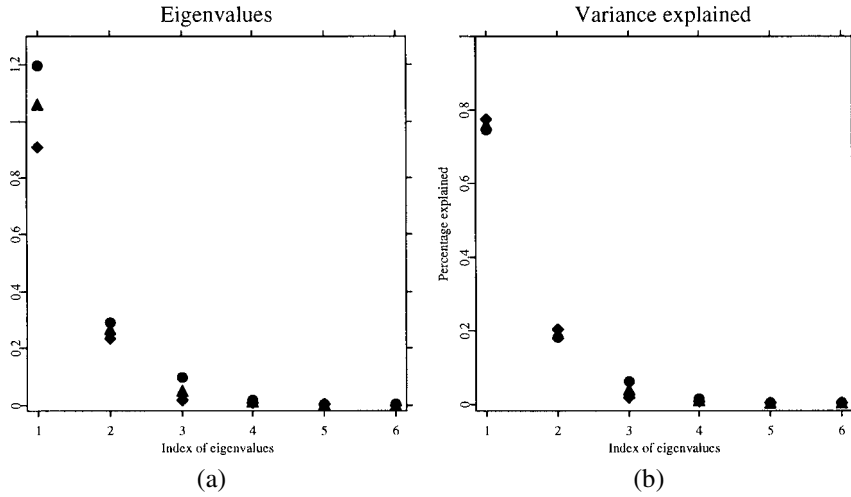 Eigenvalues
1.2
1
0.8
0.6
0.4
0.2
0
1 2 3 4 5 6
Index of eigenvalues
(a)
Variance explained
Percentage explained
0.8
0.6
0.4
0.2
0
1 2 3 4 5 6
Index of eigenvalues
(b)